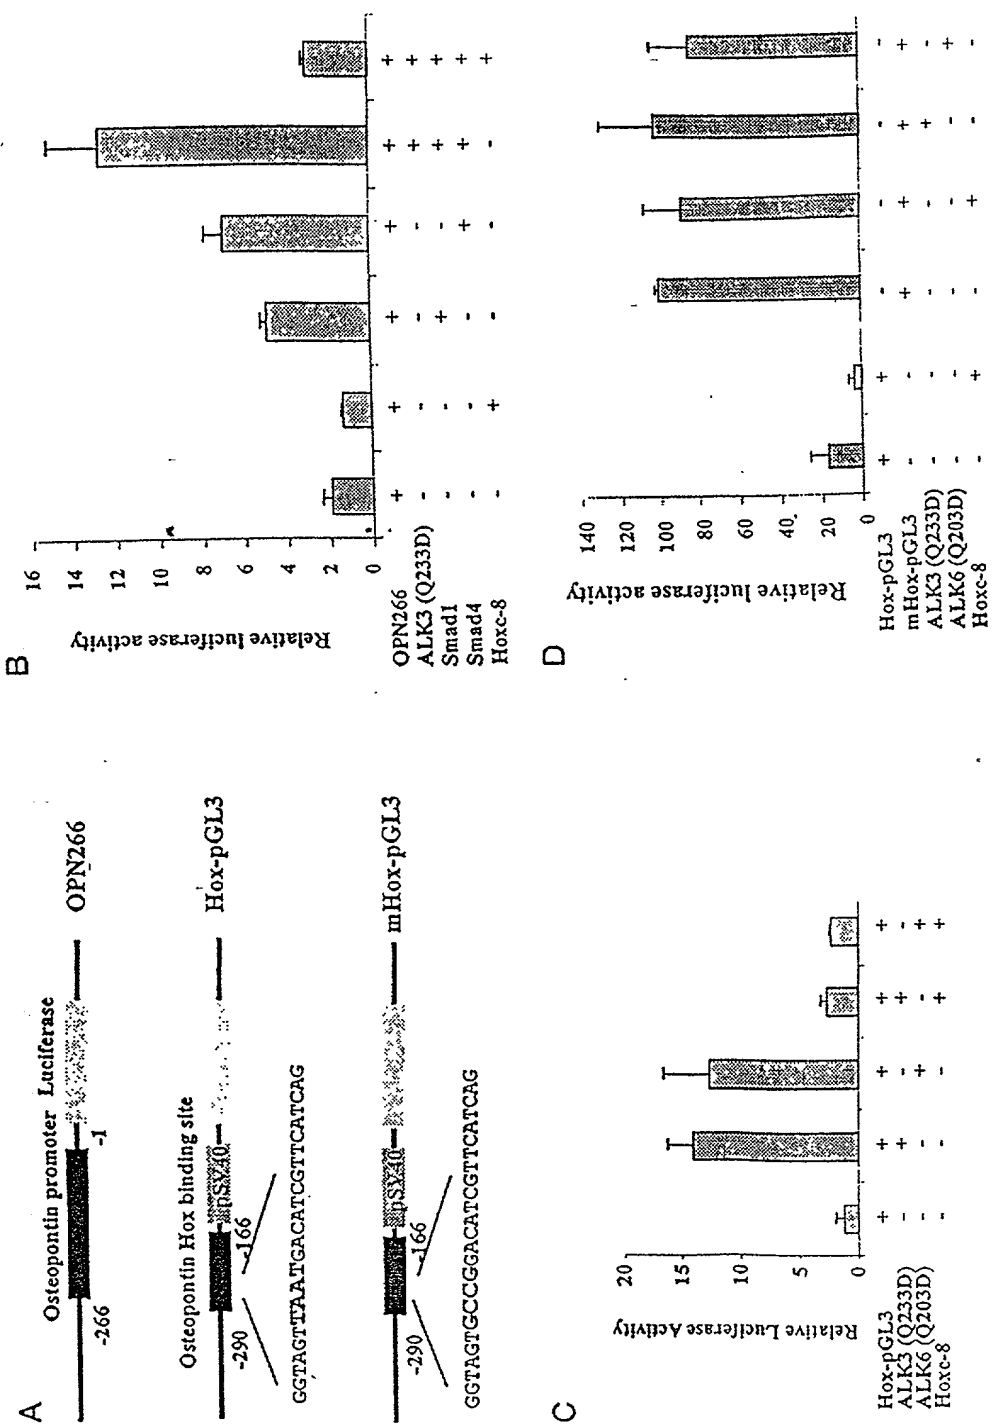 A
Osteopontin promoter Luciferase
OPN266
-266
-1
Osteopontin Hox binding site
pSV40
Hox-pGL3
-290
-166
GGTAGTTAATGACATCGTTCATCAG
pSV40
mHox-pGL3
-290
-166
GGTAGTGCCGGACATCGTTCATCAG
B
Relative luciferase activity
16
14
12
10
8
6
4
2
0
OPN266 + + + + + +
ALK3 (Q233D) - - - - + +
Smad1 - - + - + +
Smad4 - - - + + +
Hoxc-8 - + - - - +
C
Relative Luciferase Activity
20
15
10
5
0
Hox-pGL3 + + + + +
ALK3 (Q233D) - + - + -
ALK6 (Q203D) - - + - +
Hoxc-8 - - - + +
D
Relative luciferase activity
140
120
100
80
60
40
20
0
Hox-pGL3 + + - - - -
mHox-pGL3 - - + + + +
ALK3 (Q233D) - - - - + -
ALK6 (Q203D) - - - - - +
Hoxc-8 - + - + - -